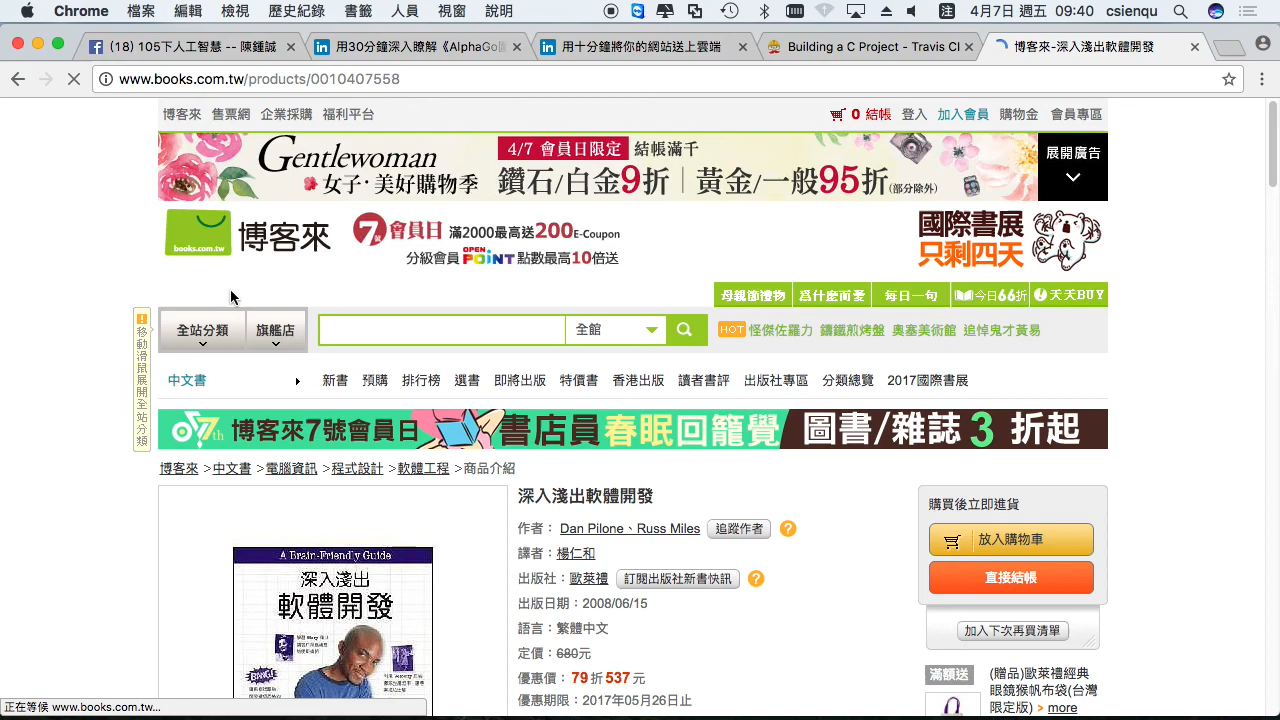 Chrome 檔案 編輯 檢視 歷史紀錄 書籤 人員 視窗 說明 注 4月7日 週五 09:40 csienqu
(18) 105下人工智慧 -- 陳鍾誠
用30分鐘深入瞭解《AlphaGo圍
用十分鐘將你的網站送上雲端
Building a C Project - Travis CI
博客來-深入淺出軟體開發
www.books.com.tw/products/0010407558
博客來 售票網 企業採購 福利平台
0 結帳 登入 加入會員 購物金 會員專區
Gentlewoman
女子·美好購物季
4/7 會員日限定 結帳滿千
鑽石/白金9折|黃金/一般95折(部分除外)
展開廣告
books.com.tw
博客來
7號 會員日 滿2000最高送200E-Coupon
分級會員 OPEN POINT 點數最高10倍送
國際書展
只剩四天
母親節禮物 為什麼而愛 每日一句 今日66折 天天BUY
移動滑鼠展開全站分類
全站分類 旗艦店
全館
HOT 怪傑佐羅力 鑄鐵煎烤盤 奧塞美術館 追悼鬼才黃易
中文書
新書 預購 排行榜 選書 即將出版 特價書 香港出版 讀者書評 出版社專區 分類總覽 2017國際書展
7th 博客來7號會員日 書店員春眠回籠覺 圖書/雜誌 3 折起
博客來 >中文書 >電腦資訊 >程式設計 >軟體工程 >商品介紹
深入淺出軟體開發
作者： Dan Pilone、Russ Miles 追蹤作者 ?
譯者：楊仁和
出版社：歐萊禮 訂閱出版社新書快訊 ?
出版日期：2008/06/15
語言：繁體中文
定價：680元
優惠價：79折537元
優惠期限：2017年05月26日止
A Brain-Friendly Guide
深入淺出
軟體開發
BANG!
購買後立即進貨
放入購物車
直接結帳
加入下次再買清單
滿額送
(贈品)歐萊禮經典
眼鏡猴帆布袋(台灣
限定版) > more
正在等候 www.books.com.tw...